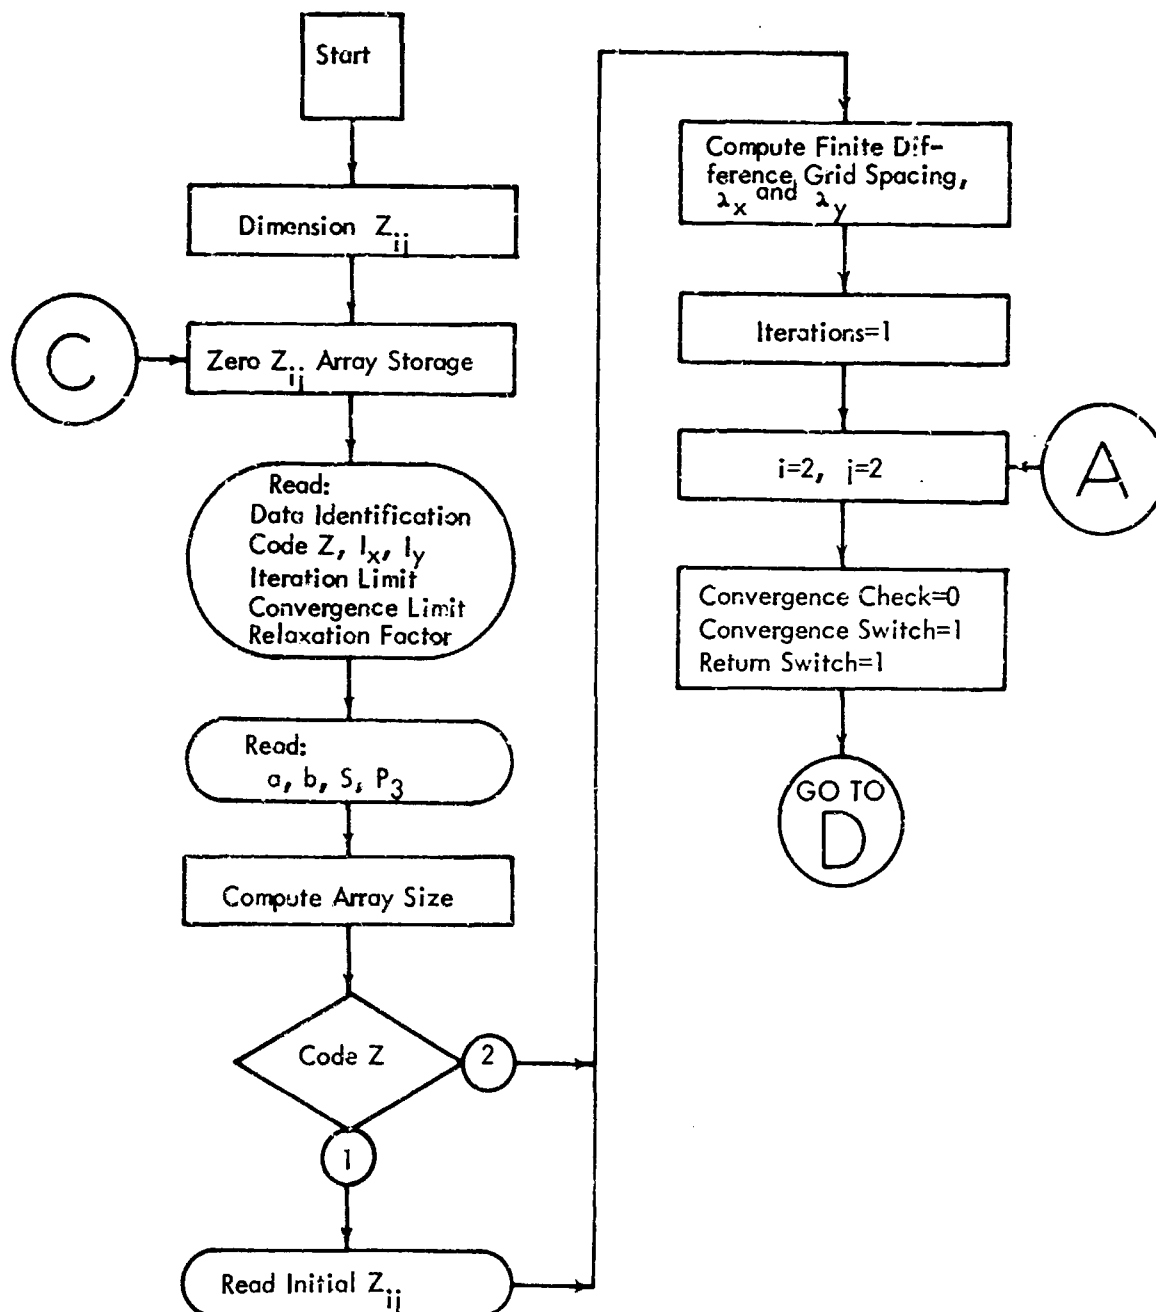 Start
Dimension Z_ij
C
Zero Z_ij Array Storage
Read:
Data Identification
Code Z, I_x, I_y
Iteration Limit
Convergence Limit
Relaxation Factor
Read:
a, b, S, P_3
Compute Array Size
Code Z
2
1
Read Initial Z_ij
Compute Finite Dif-
ference Grid Spacing,
λ_x and λ_y
Iterations=1
i=2, j=2
A
Convergence Check=0
Convergence Switch=1
Return Switch=1
GO TO
D